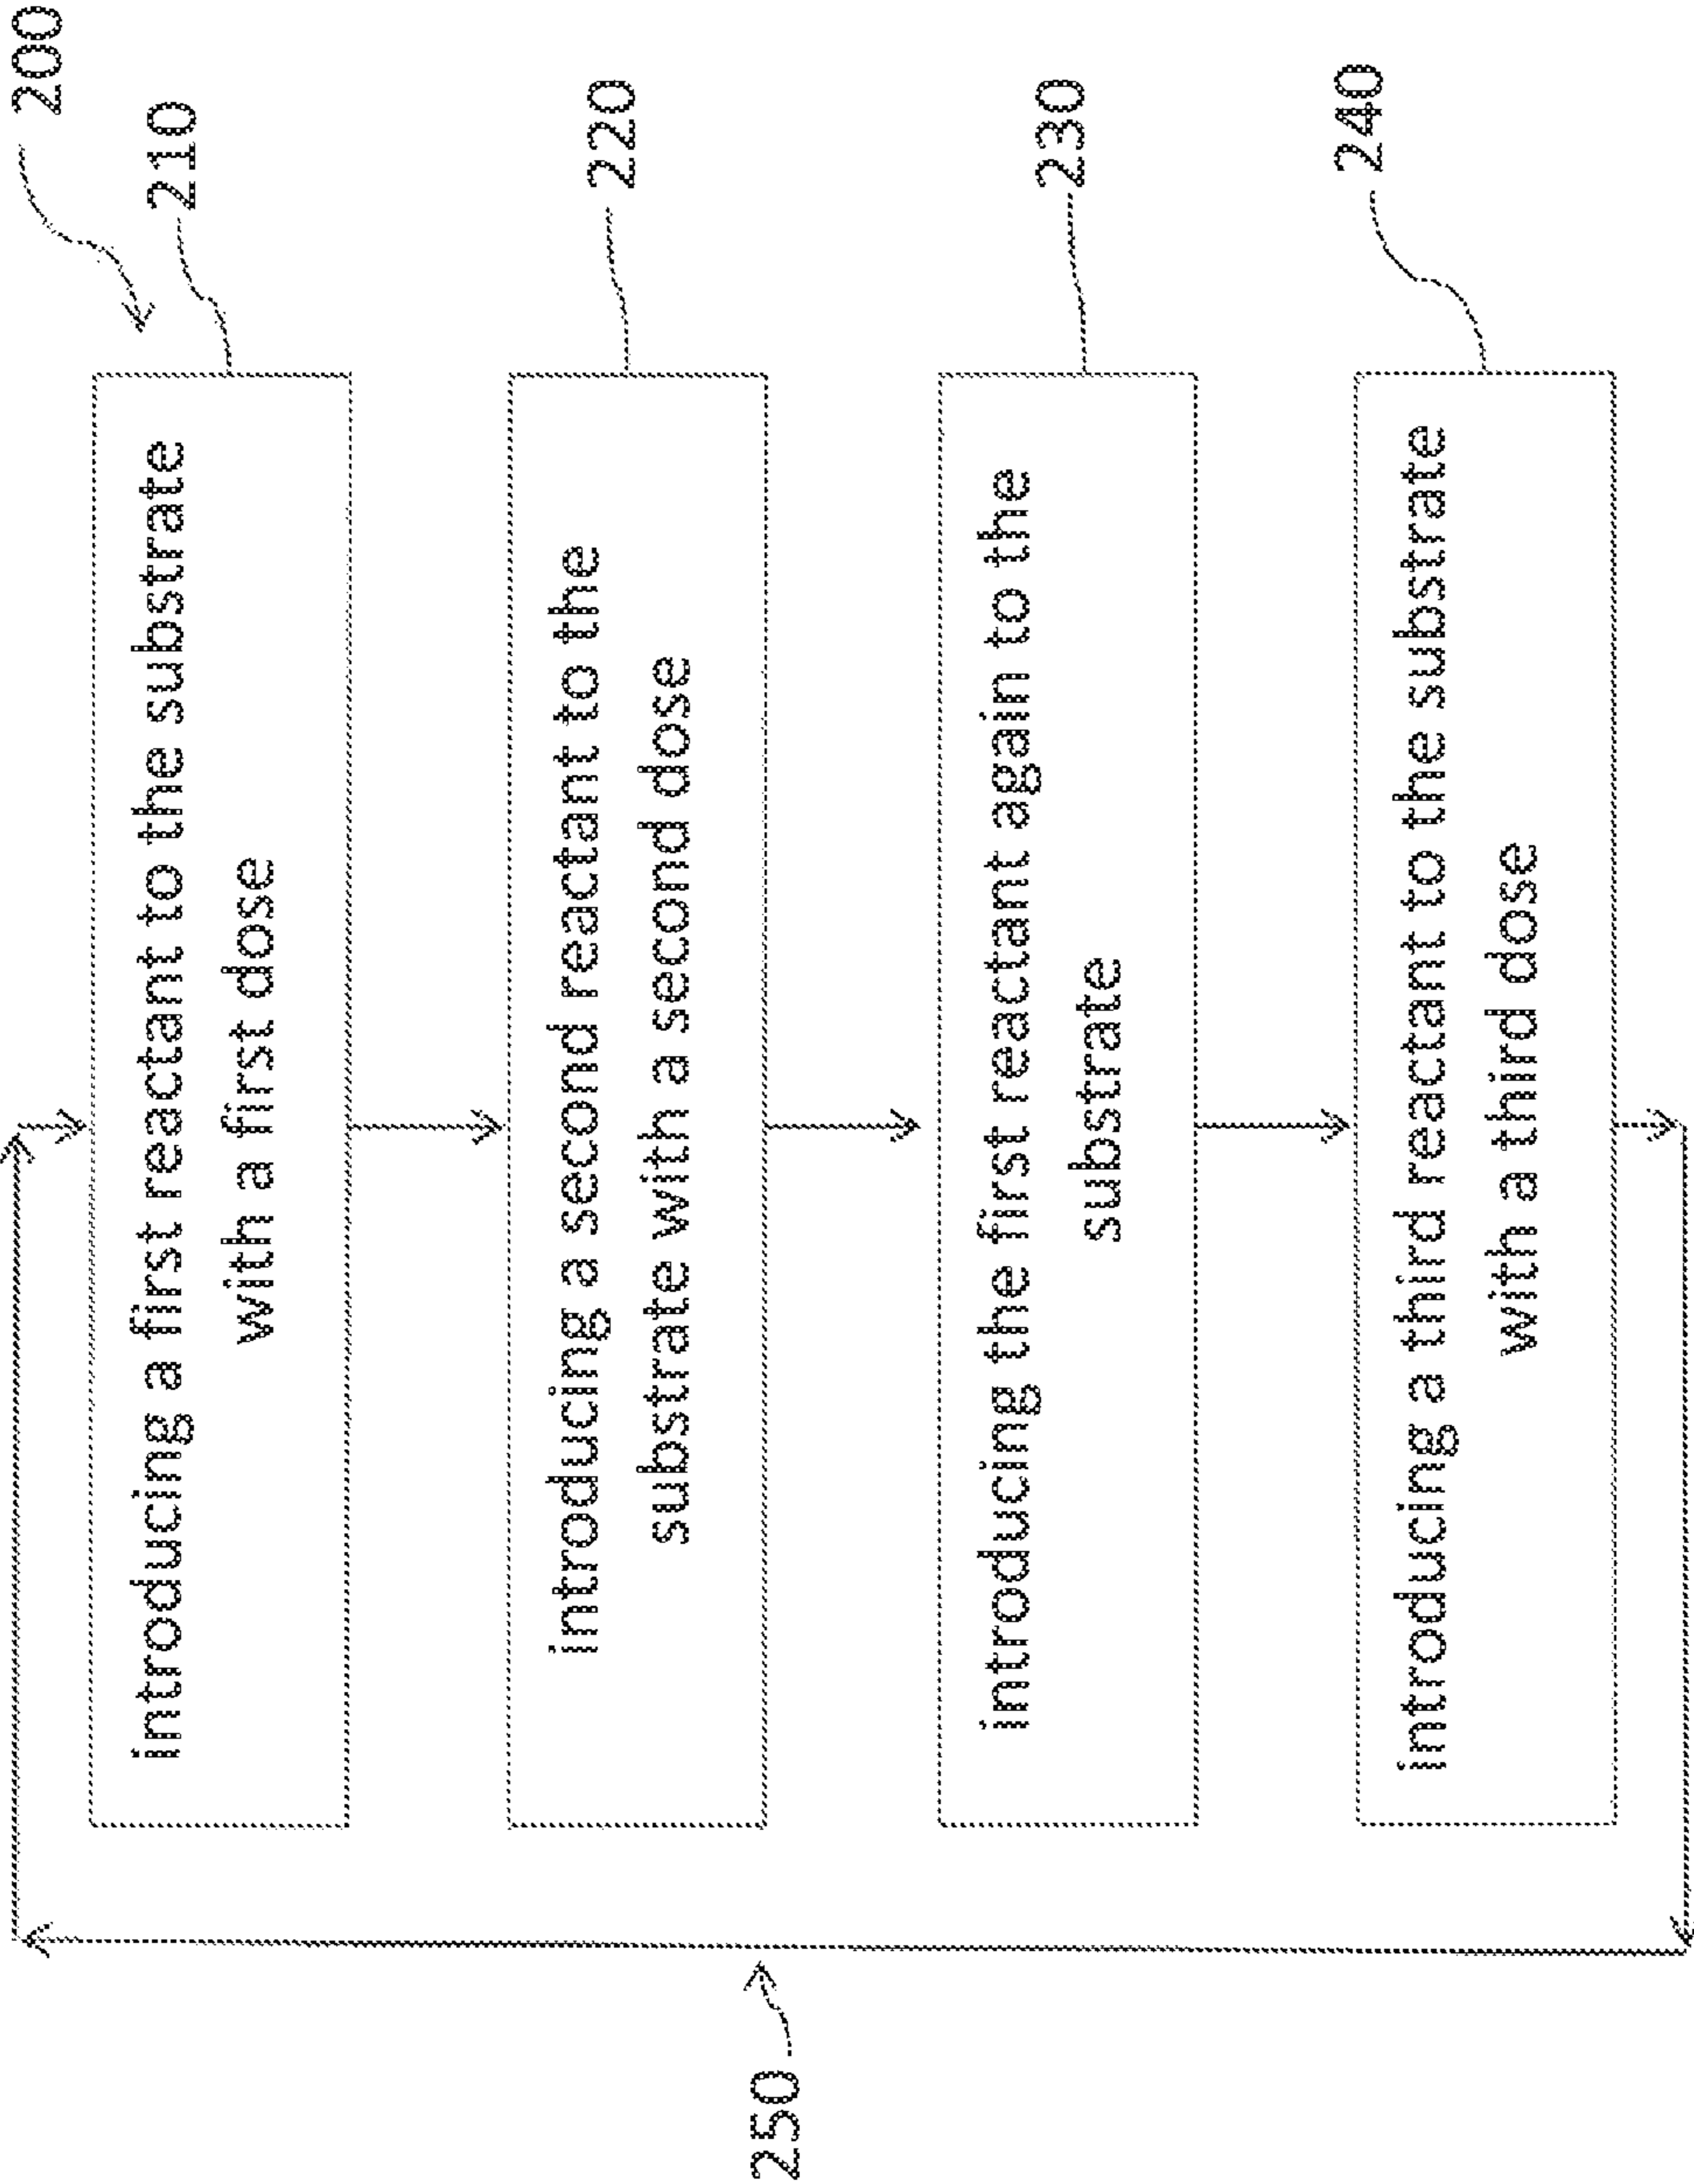 200
210
introducing a first reactant to the substrate
with a first dose
220
introducing a second reactant to the
substrate with a second dose
230
introducing the first reactant again to the
substrate
240
introducing a third reactant to the substrate
with a third dose
250